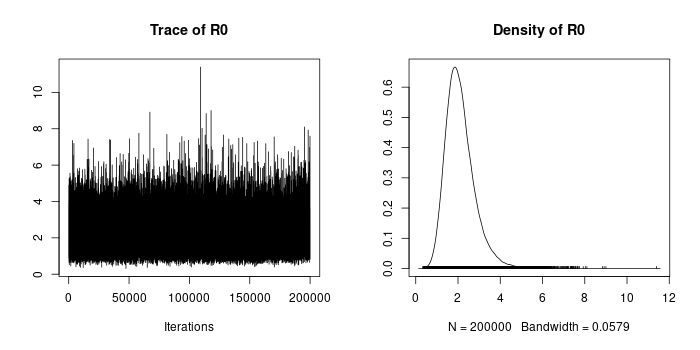 Trace of R0
0 2 4 6 8 10
0 50000 100000 150000 200000
Iterations
Density of R0
0.0 0.1 0.2 0.3 0.4 0.5 0.6
0 2 4 6 8 10 12
N = 200000 Bandwidth = 0.0579